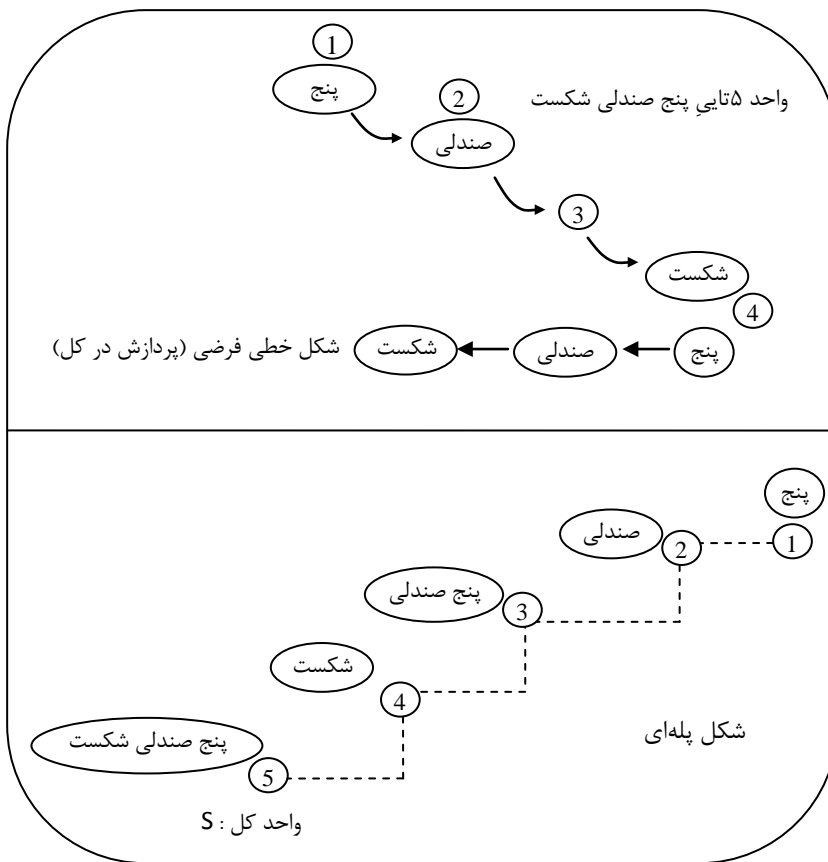 1
پنج
2
واحد ۵تاییِ پنج صندلی شکست
صندلی
3
شکست
4
پنج صندلی شکست شکل خطی فرضی (پردازش در کل)
پنج
1
صندلی
2
پنج صندلی
3
شکست
4
شکل پله‌ای
پنج صندلی شکست
5
واحد کل : S